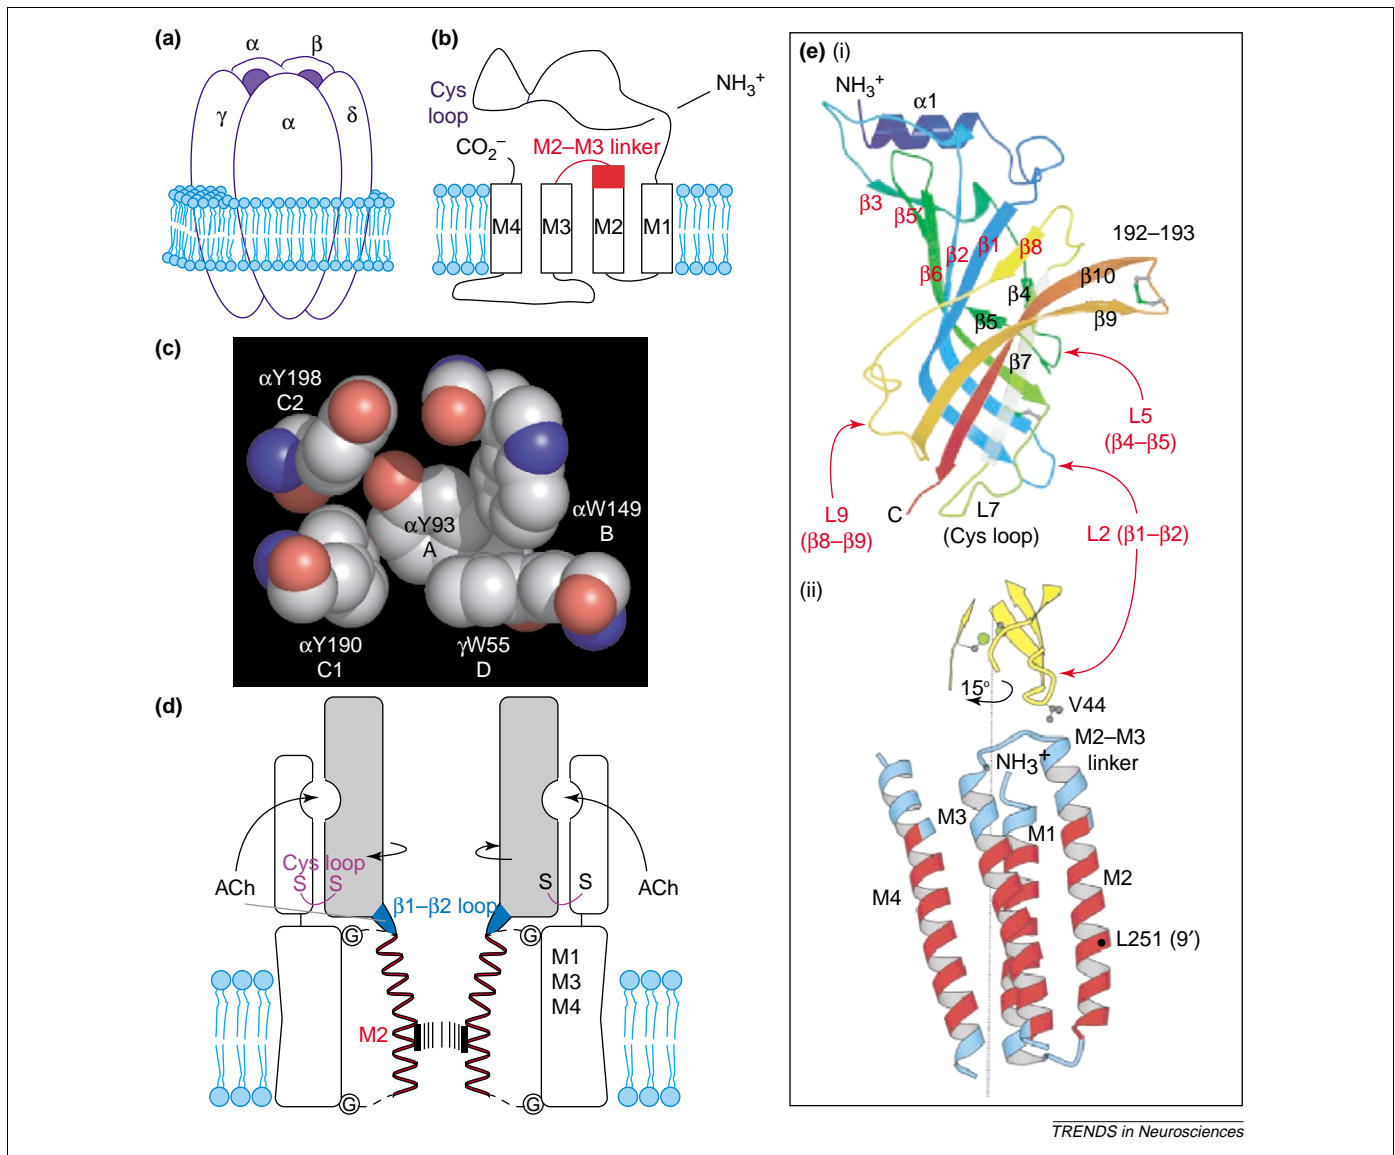 (a)
α
β
γ
α
δ
(b)
Cys
loop
NH₃⁺
CO₂⁻
M2–M3 linker
M4
M3
M2
M1
(c)
αY198
C2
αY93
A
αW149
B
αY190
C1
γW55
D
(d)
ACh
Cys loop
S
S
S
S
ACh
β1–β2 loop
G
G
M1
M3
M4
M2
G
G
(e) (i)
NH₃⁺
α1
β3
β5′
β6
β2
β1
β8
192–193
β10
β4
β9
β5
β7
L5
(β4–β5)
L9
(β8–β9)
C
L7
(Cys loop)
L2 (β1–β2)
(ii)
15°
V44
M2–M3
linker
NH₃⁺
M3
M1
M4
M2
L251 (9′)
TRENDS in Neurosciences